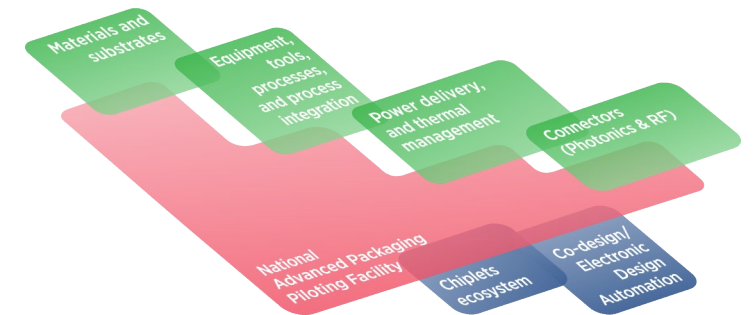 Materials and
substrates
Equipment,
tools,
processes,
and process
integration
Power delivery,
and thermal
management
Connectors
(Photonics & RF)
National
Advanced Packaging
Piloting Facility
Chiplets
ecosystem
Co-design/
Electronic
Design
Automation